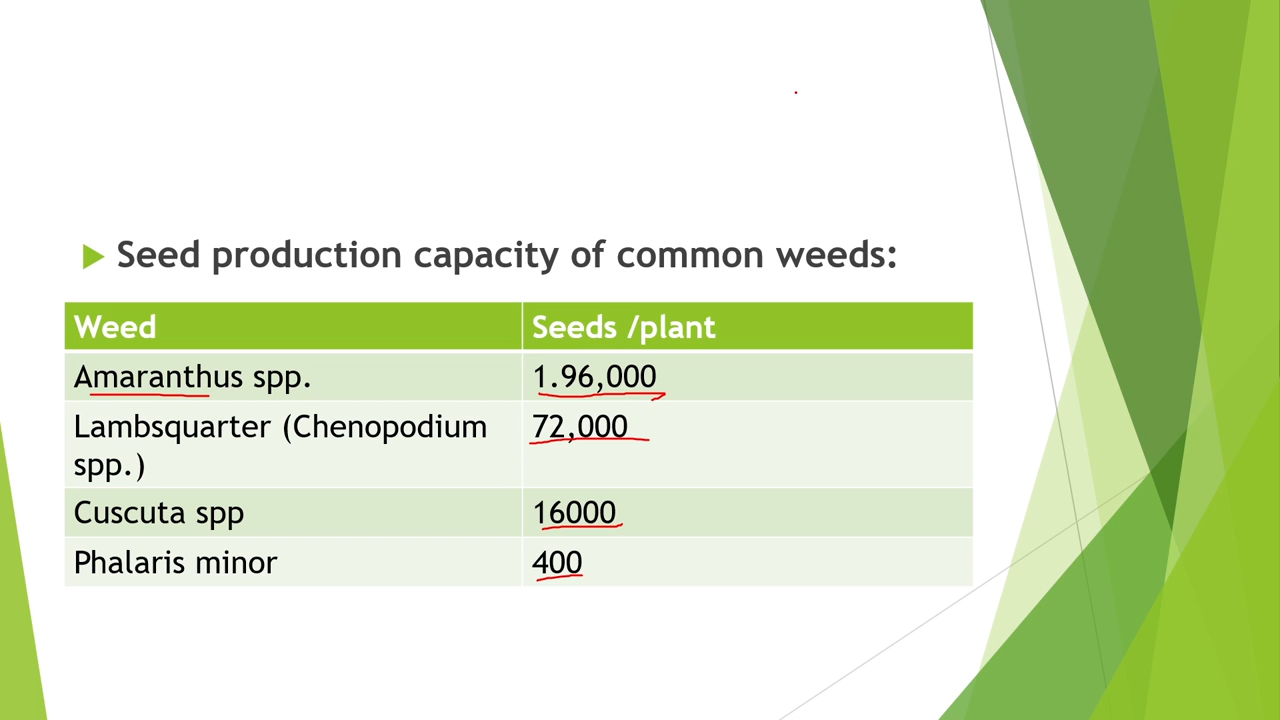 Seed production capacity of common weeds:
Weed
Seeds /plant
Amaranthus spp.
1.96,000
Lambsquarter (Chenopodium
spp.)
72,000
Cuscuta spp
16000
Phalaris minor
400